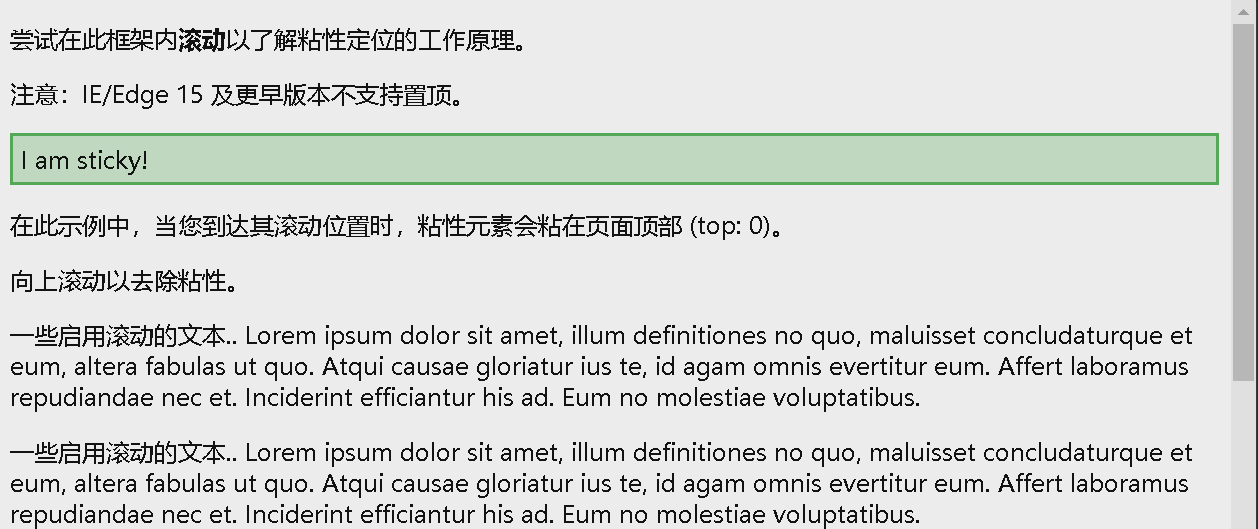 尝试在此框架内滚动以了解粘性定位的工作原理。
注意：IE/Edge 15 及更早版本不支持置顶。
I am sticky!
在此示例中，当您到达其滚动位置时，粘性元素会粘在页面顶部 (top: 0)。
向上滚动以去除粘性。
一些启用滚动的文本.. Lorem ipsum dolor sit amet, illum definitiones no quo, maluisset concludaturque et
eum, altera fabulas ut quo. Atqui causae gloriatur ius te, id agam omnis evertitur eum. Affert laboramus
repudiandae nec et. Inciderint efficiantur his ad. Eum no molestiae voluptatibus.
一些启用滚动的文本.. Lorem ipsum dolor sit amet, illum definitiones no quo, maluisset concludaturque et
eum, altera fabulas ut quo. Atqui causae gloriatur ius te, id agam omnis evertitur eum. Affert laboramus
repudiandae nec et. Inciderint efficiantur his ad. Eum no molestiae voluptatibus.